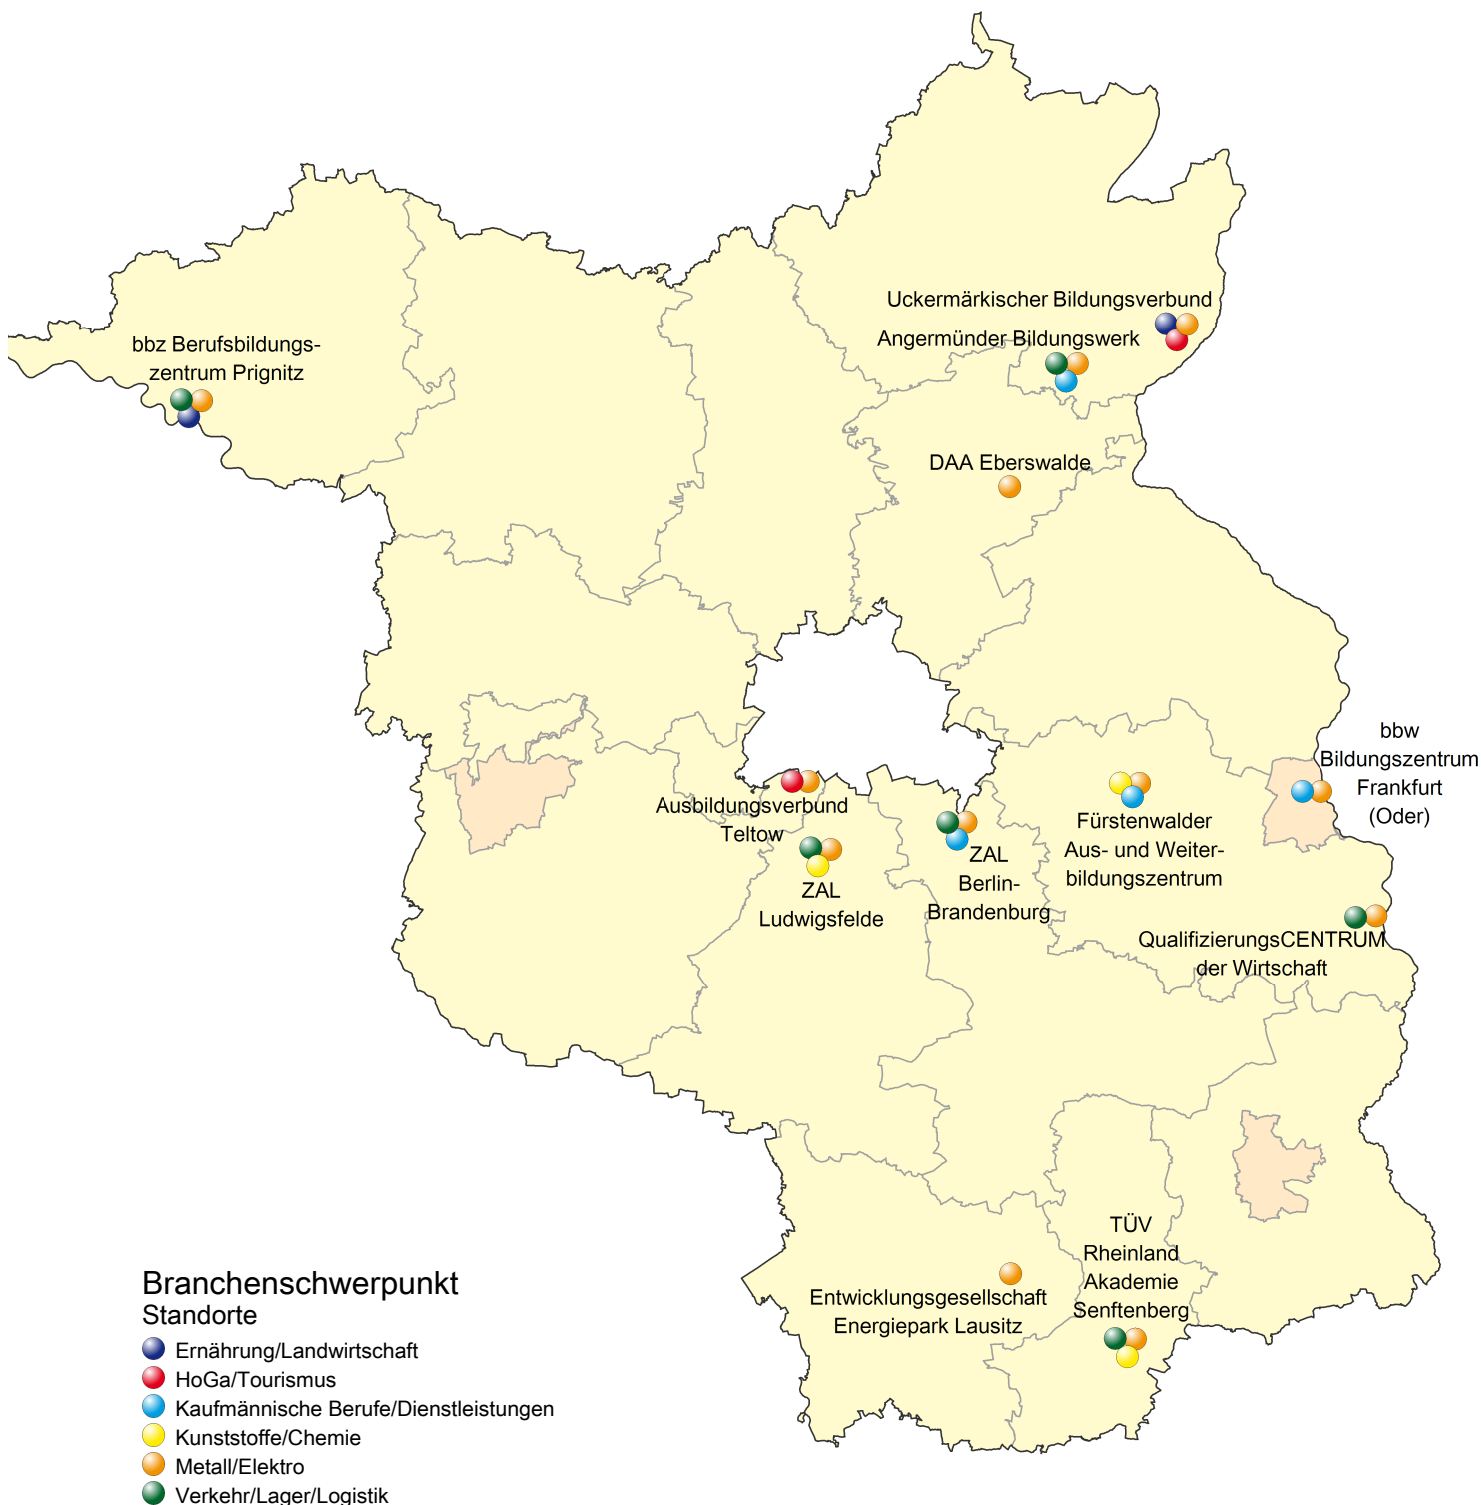 Uckermärkischer Bildungsverbund
Angermünder Bildungswerk
bbz Berufsbildungs-
zentrum Prignitz
DAA Eberswalde
bbw
Bildungszentrum
Frankfurt
(Oder)
Ausbildungsverbund
Teltow
Fürstenwalder
Aus- und Weiter-
bildungszentrum
ZAL
Berlin-
Brandenburg
ZAL
Ludwigsfelde
QualifizierungsCENTRUM
der Wirtschaft
TÜV
Rheinland
Akademie
Senftenberg
Entwicklungsgesellschaft
Energiepark Lausitz
Branchenschwerpunkt
Standorte
Ernährung/Landwirtschaft
HoGa/Tourismus
Kaufmännische Berufe/Dienstleistungen
Kunststoffe/Chemie
Metall/Elektro
Verkehr/Lager/Logistik